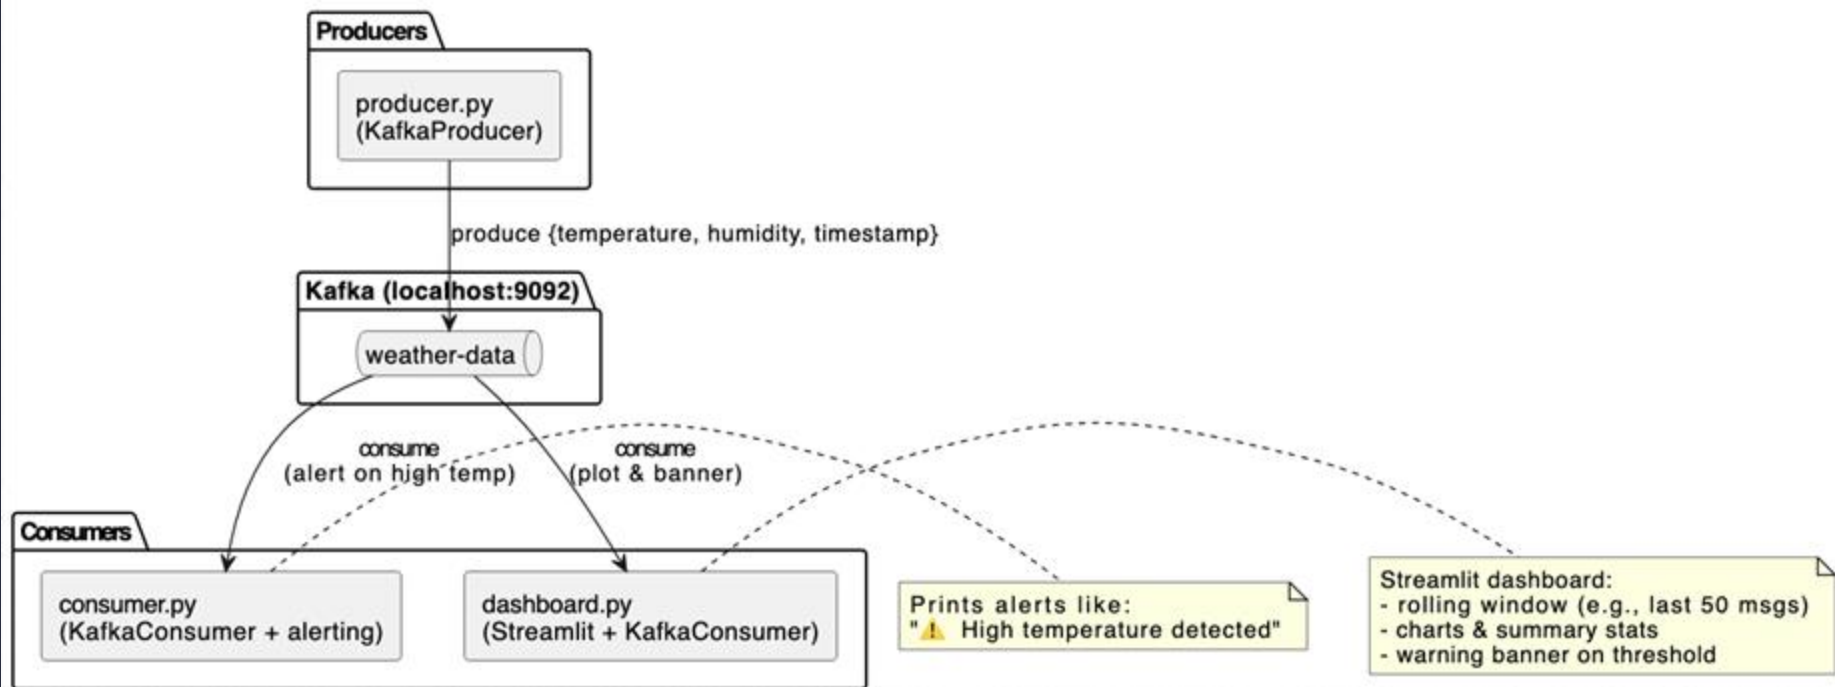 Producers
producer.py
(KafkaProducer)
produce {temperature, humidity, timestamp}
Kafka (localhost:9092)
weather-data
consume
(alert on high temp)
consume
(plot & banner)
Consumers
consumer.py
(KafkaConsumer + alerting)
dashboard.py
(Streamlit + KafkaConsumer)
Prints alerts like:
"⚠️ High temperature detected"
Streamlit dashboard:
- rolling window (e.g., last 50 msgs)
- charts & summary stats
- warning banner on threshold